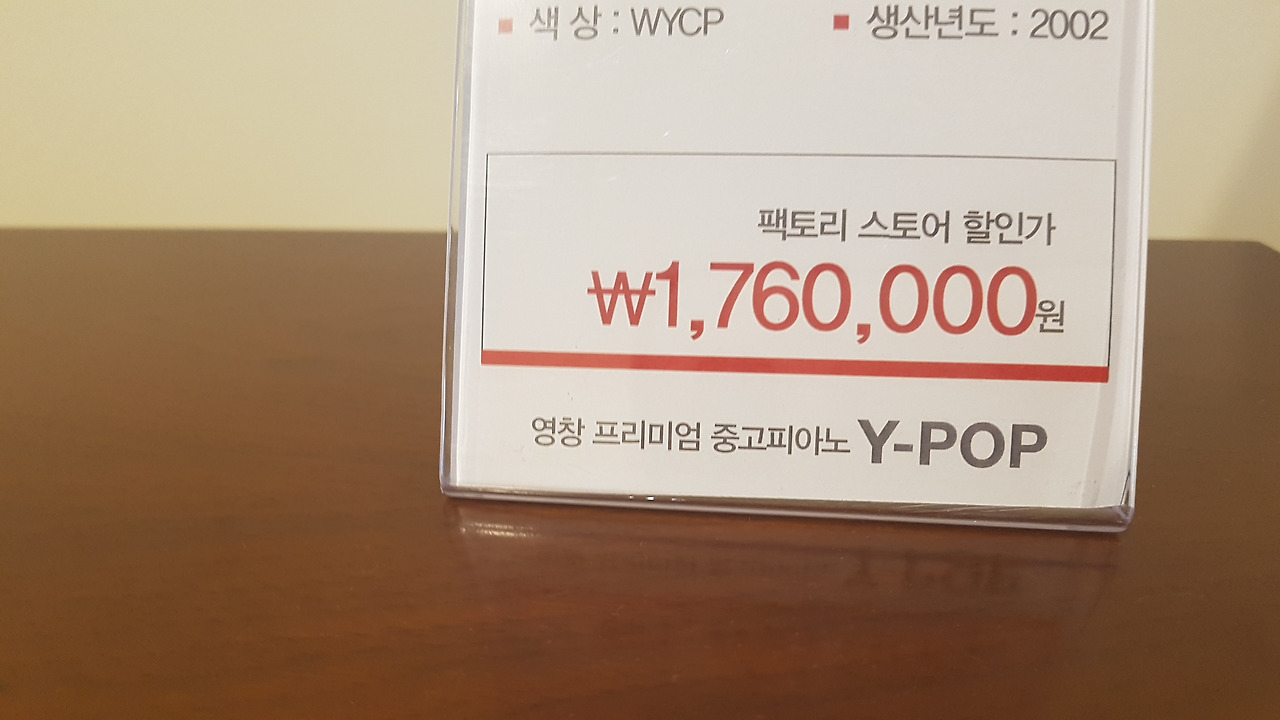 ▪ 색 상 : WYCP ▪ 생산년도 : 2002
팩토리 스토어 할인가
₩1,760,000원
영창 프리미엄 중고피아노 Y-POP